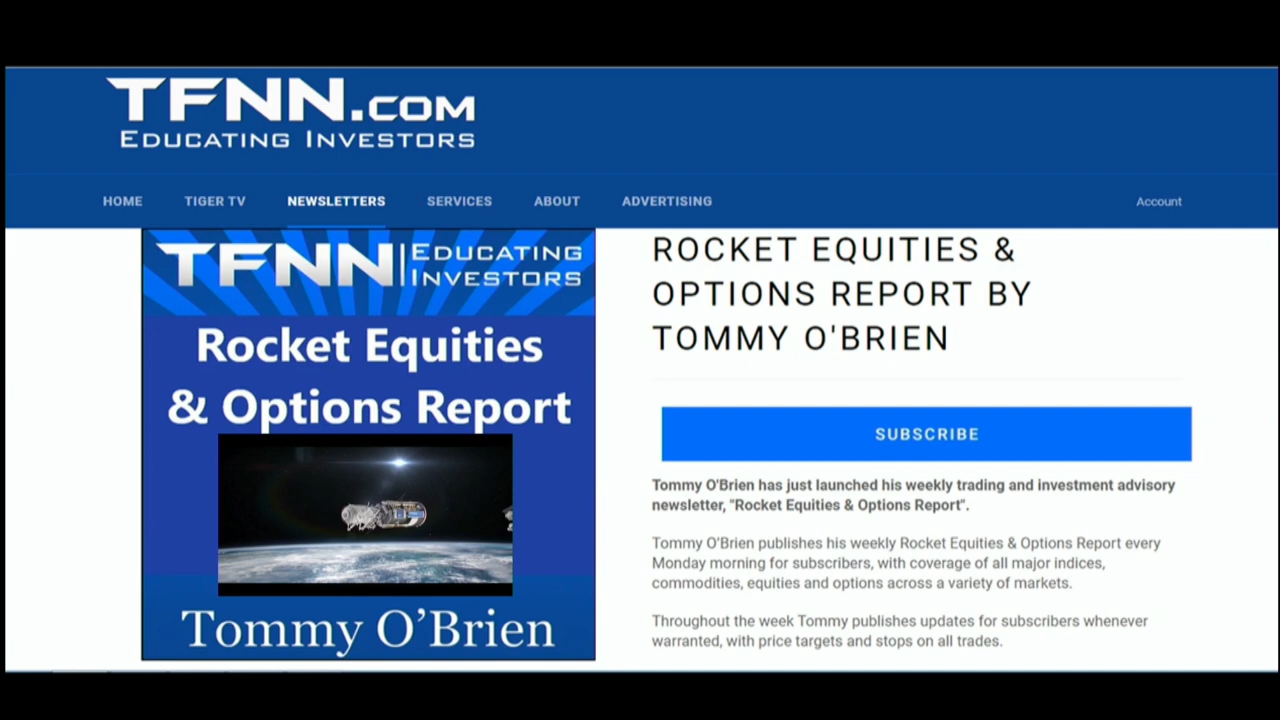 TFNN.COM
EDUCATING INVESTORS
HOME TIGER TV NEWSLETTERS SERVICES ABOUT ADVERTISING Account
TFNN EDUCATING
INVESTORS
Rocket Equities
& Options Report
Tommy O’Brien
ROCKET EQUITIES &
OPTIONS REPORT BY
TOMMY O'BRIEN
SUBSCRIBE
Tommy O'Brien has just launched his weekly trading and investment advisory
newsletter, "Rocket Equities & Options Report".
Tommy O'Brien publishes his weekly Rocket Equities & Options Report every
Monday morning for subscribers, with coverage of all major indices,
commodities, equities and options across a variety of markets.
Throughout the week Tommy publishes updates for subscribers whenever
warranted, with price targets and stops on all trades.